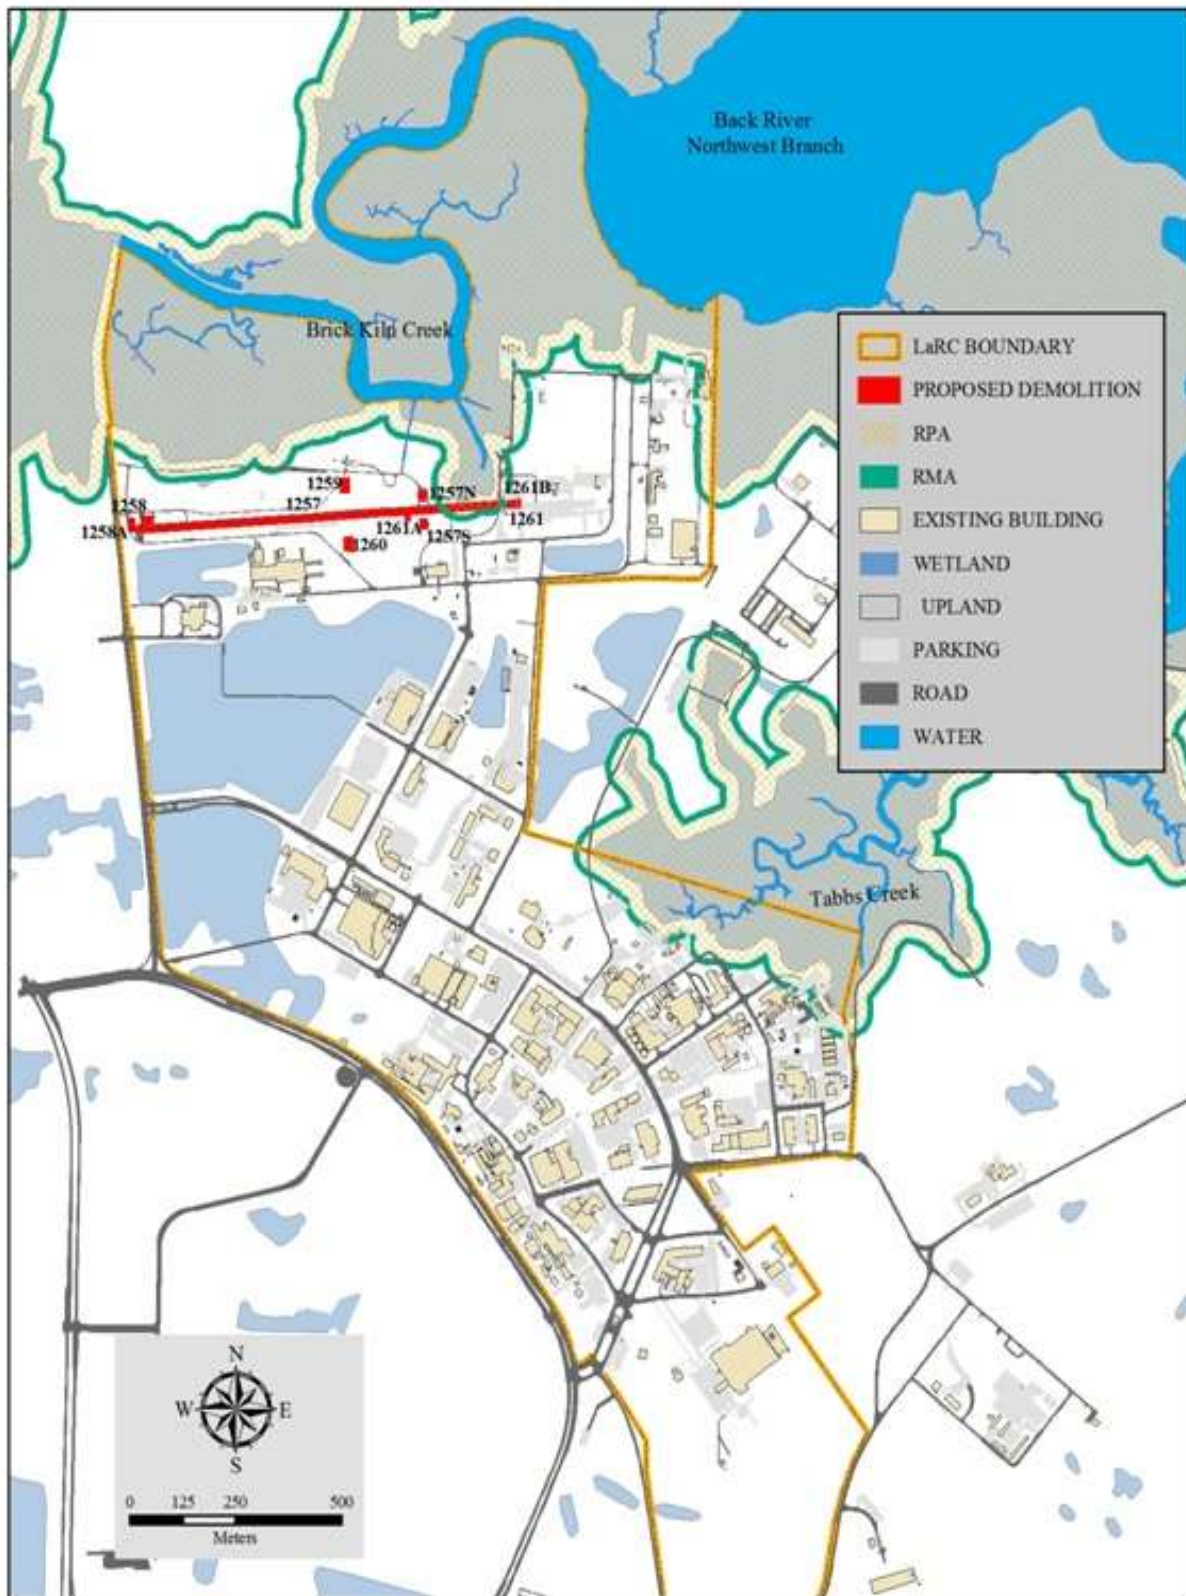 Back River
Northwest Branch
Brick Kiln Creek
LaRC BOUNDARY
PROPOSED DEMOLITION
RPA
RMA
EXISTING BUILDING
WETLAND
UPLAND
PARKING
ROAD
WATER
1259
1257N
1261B
1258
1257
1261
1258A
1261A
1257S
1260
Tabbs Creek
N
W E
S
0 125 250 500
Meters